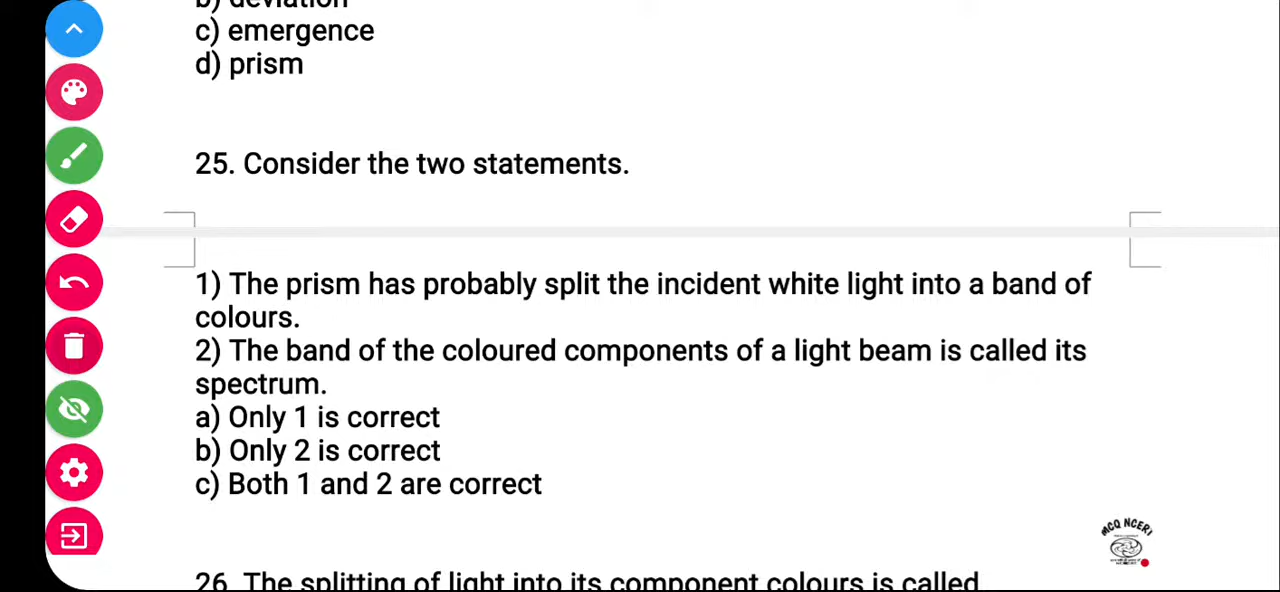 b) deviation
c) emergence
d) prism
25. Consider the two statements.
1) The prism has probably split the incident white light into a band of
colours.
2) The band of the coloured components of a light beam is called its
spectrum.
a) Only 1 is correct
b) Only 2 is correct
c) Both 1 and 2 are correct
MCQ NCERT
26. The splitting of light into its component colours is called